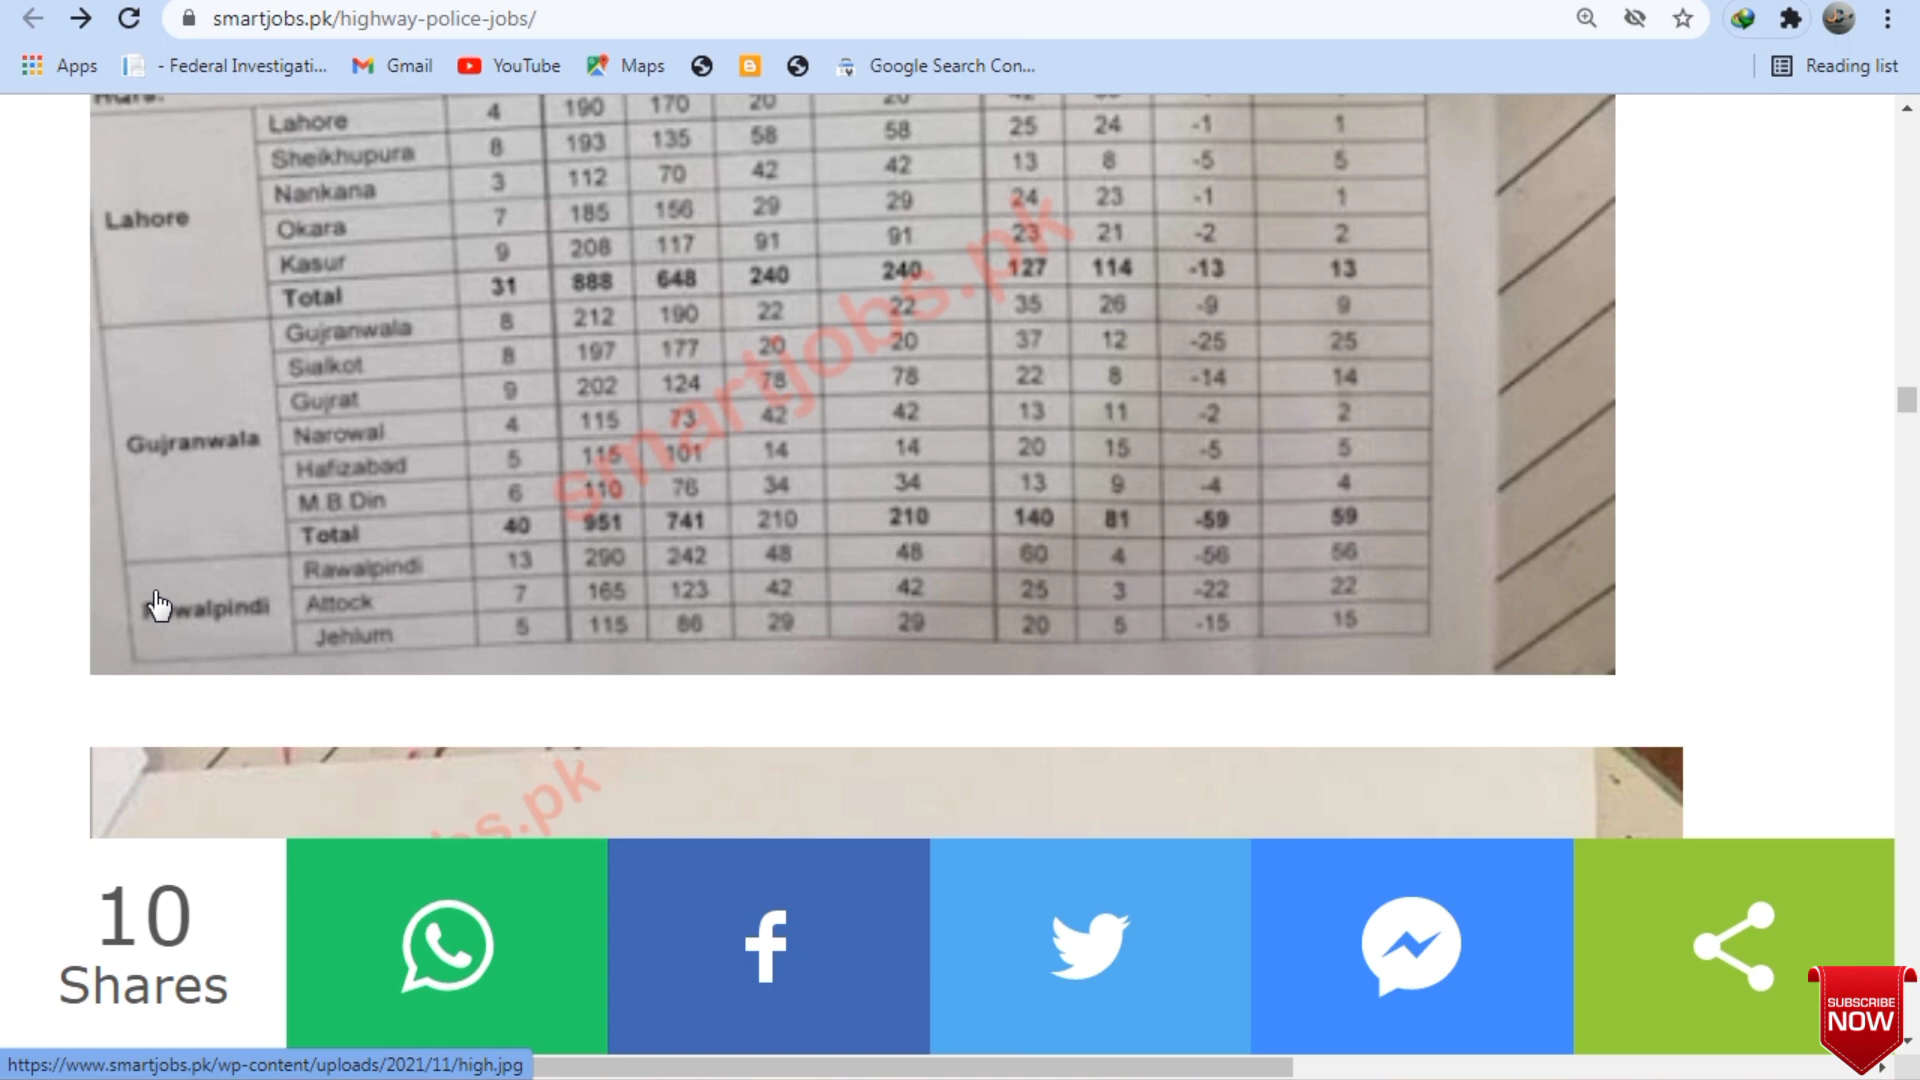 smartjobs.pk/highway-police-jobs/
Apps - Federal Investigati... Gmail YouTube Maps Google Search Con... Reading list
Lahore 4 190 170 20 20
Sheikhupura 8 193 135 58 58 25 24 -1 1
Nankana 3 112 70 42 42 13 8 -5 5
Lahore
Okara 7 185 156 29 29 24 23 -1 1
Kasur 9 208 117 91 91 23 21 -2 2
Total 31 888 648 240 240 127 114 -13 13
Gujranwala 8 212 190 22 22 35 26 -9 9
Sialkot 8 197 177 20 20 37 12 -25 25
Gujrat 9 202 124 78 78 22 8 -14 14
Gujranwala
Narowal 4 115 73 42 42 13 11 -2 2
Hafizabad 5 115 101 14 14 20 15 -5 5
M.B.Din 6 110 76 34 34 13 9 -4 4
Total 40 951 741 210 210 140 81 -59 59
Rawalpindi 13 290 242 48 48 60 4 -56 56
Rawalpindi
Attock 7 165 123 42 42 25 3 -22 22
Jehlum 5 115 86 29 29 20 5 -15 15
smartjobs.pk
bs.pk
10
Shares
SUBSCRIBE
NOW
https://www.smartjobs.pk/wp-content/uploads/2021/11/high.jpg